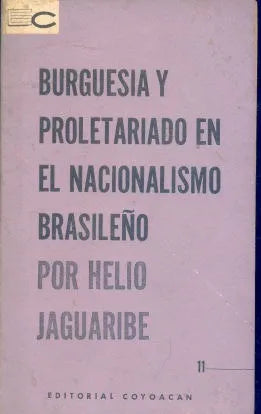 C
BURGUESIA Y
PROLETARIADO EN
EL NACIONALISMO
BRASILEÑO
POR HELIO
JAGUARIBE
11
EDITORIAL COYOACAN